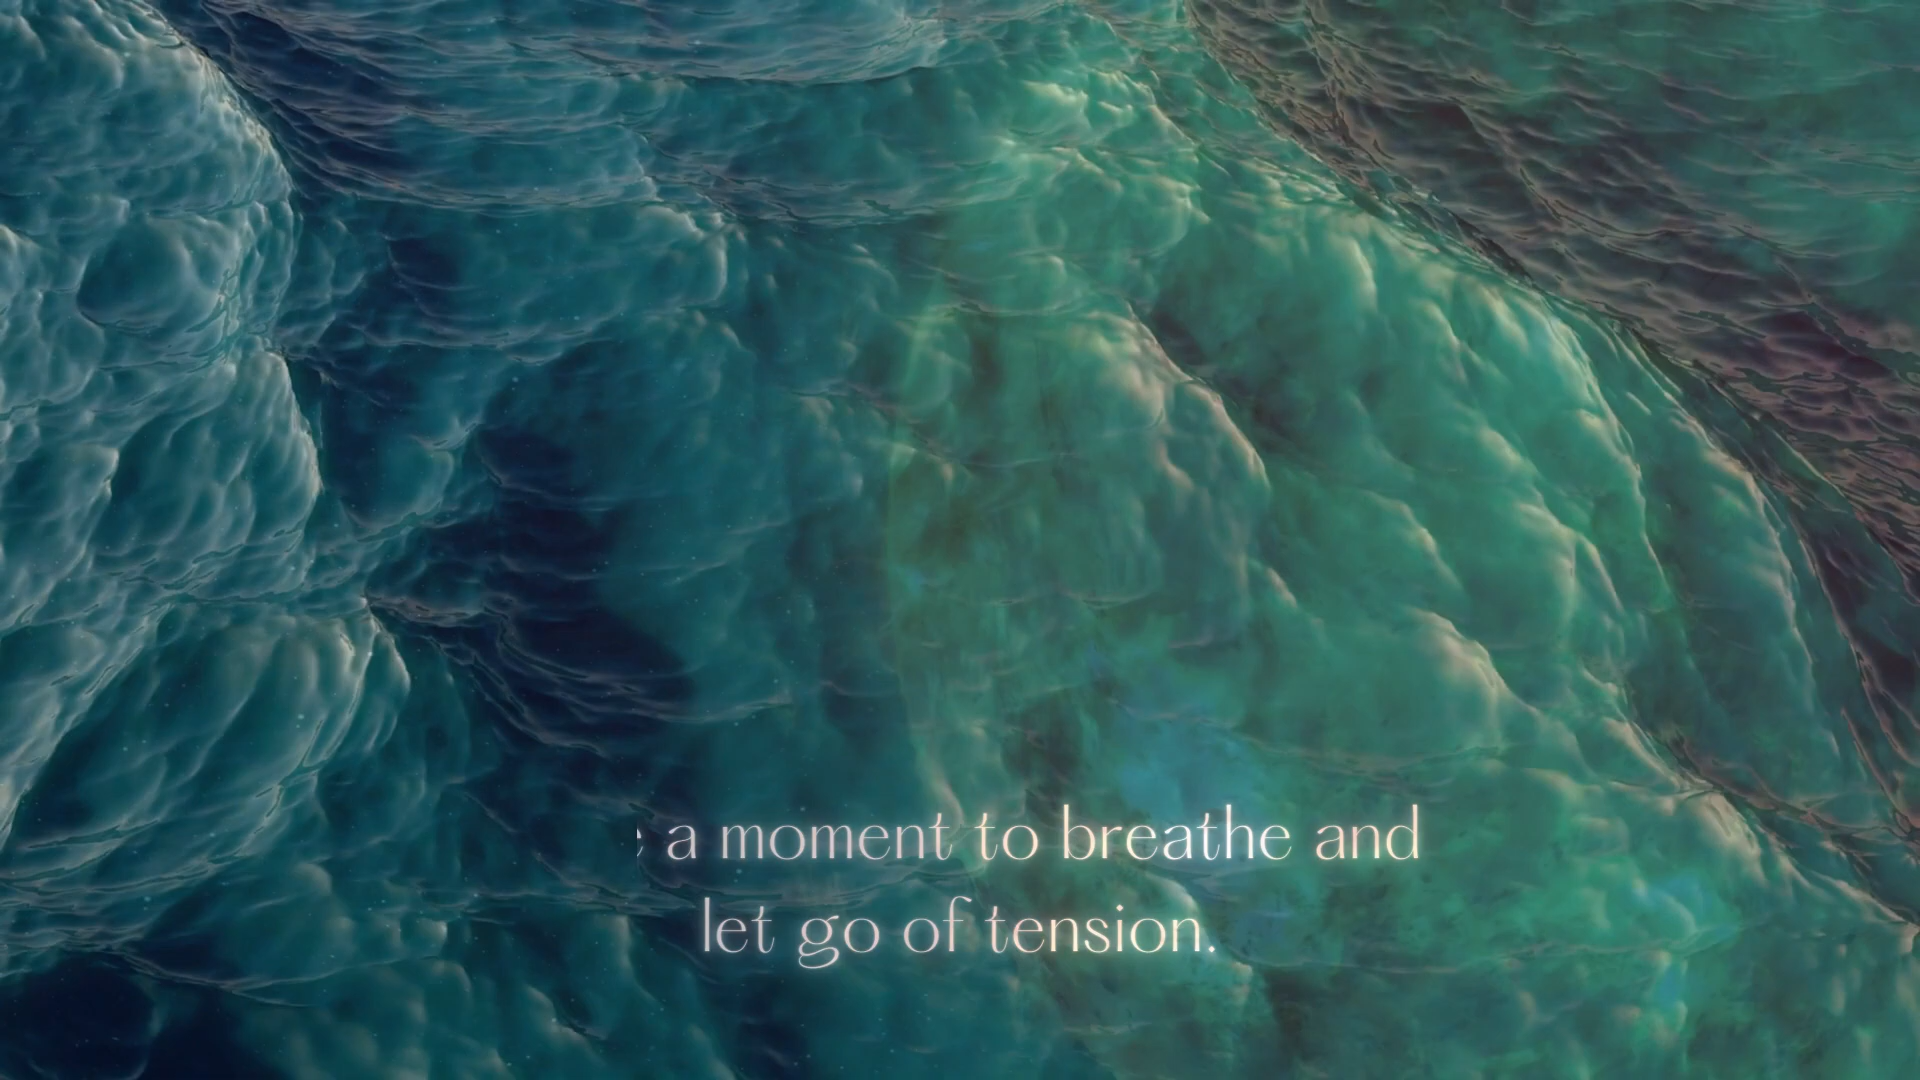 a moment to breathe and
let go of tension.